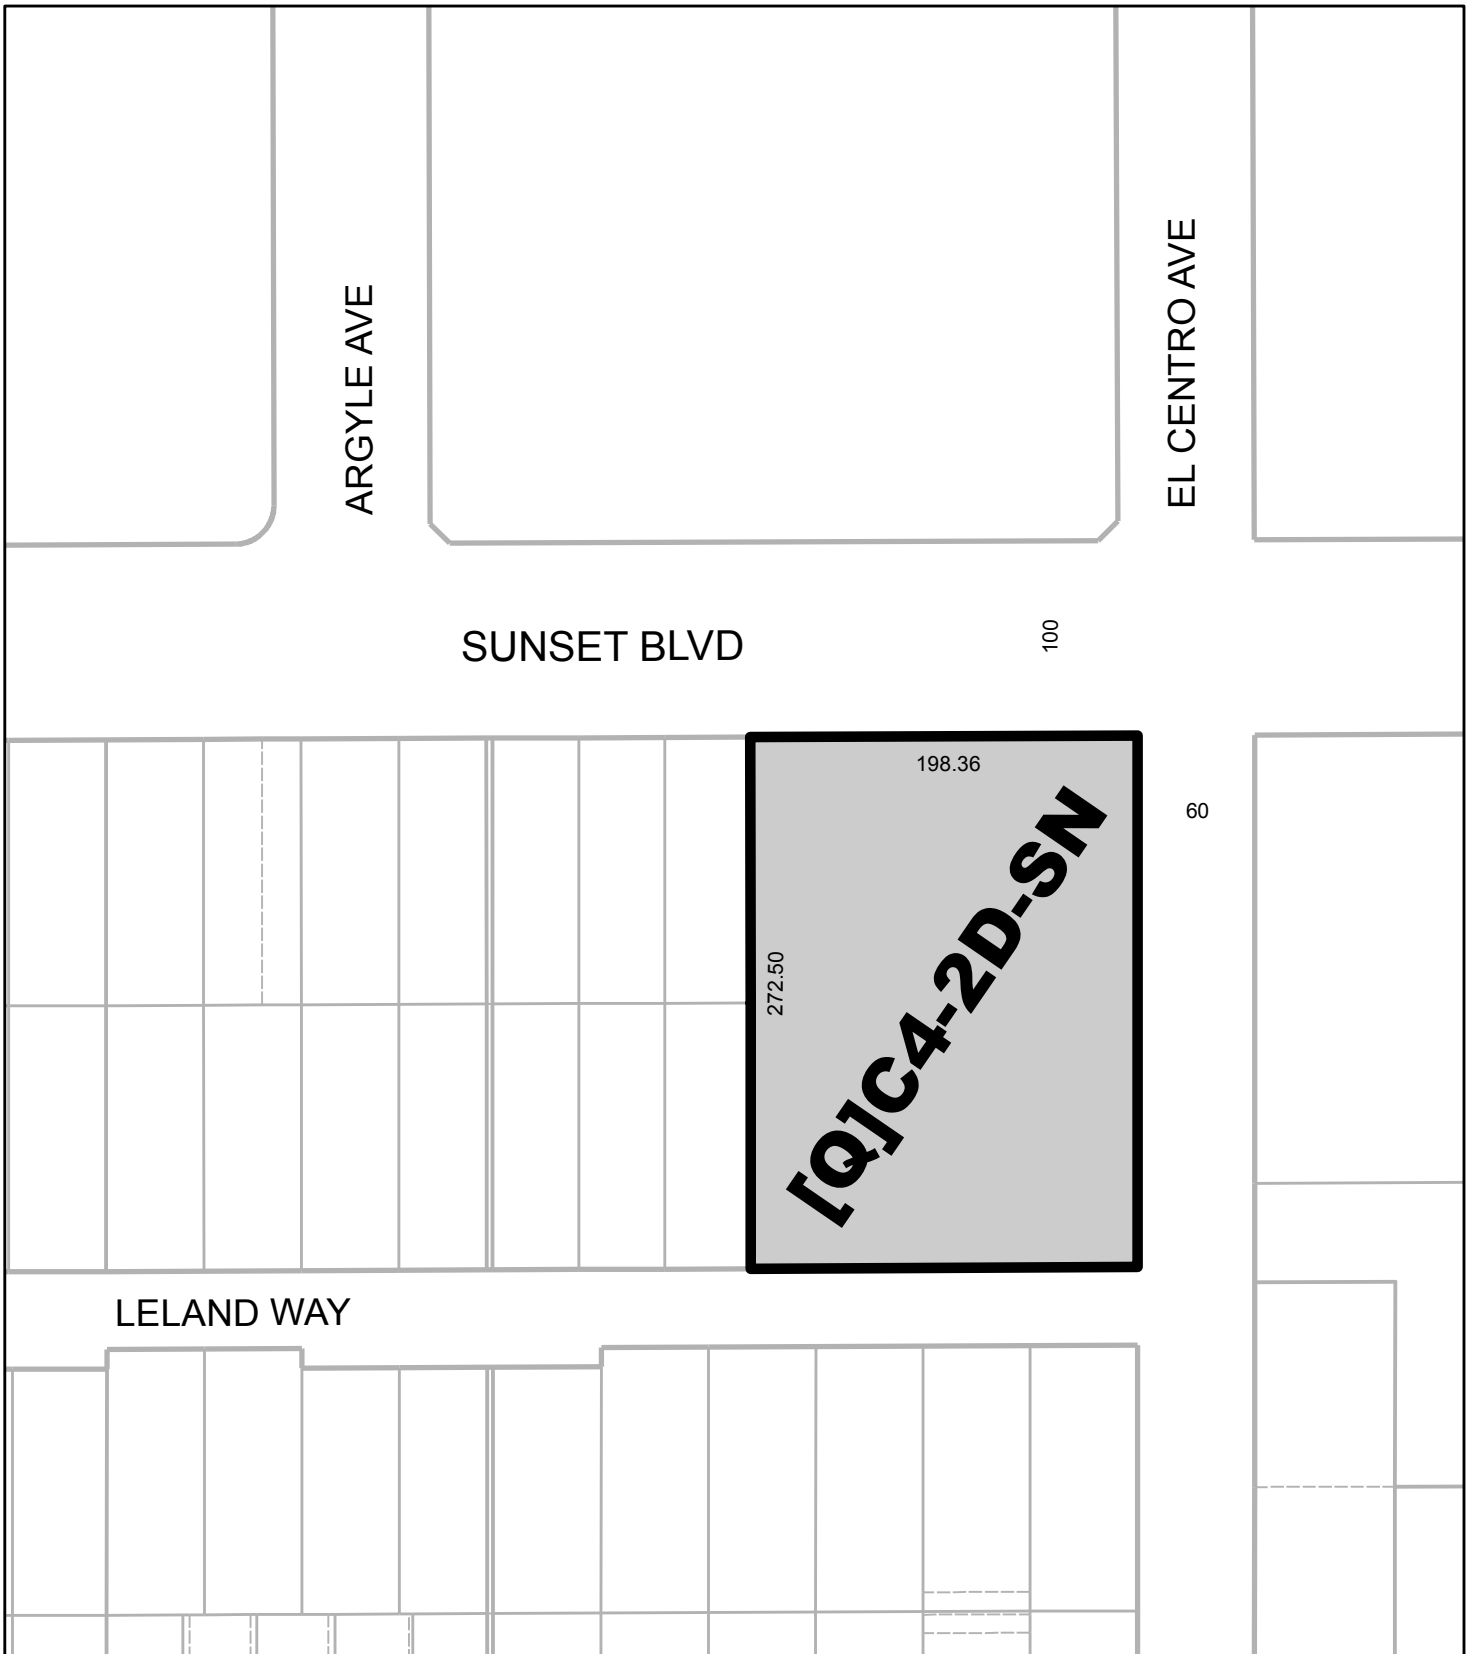 ARGYLE AVE
EL CENTRO AVE
SUNSET BLVD
100
198.36
60
272.50
[Q]C4-2D-SN
LELAND WAY